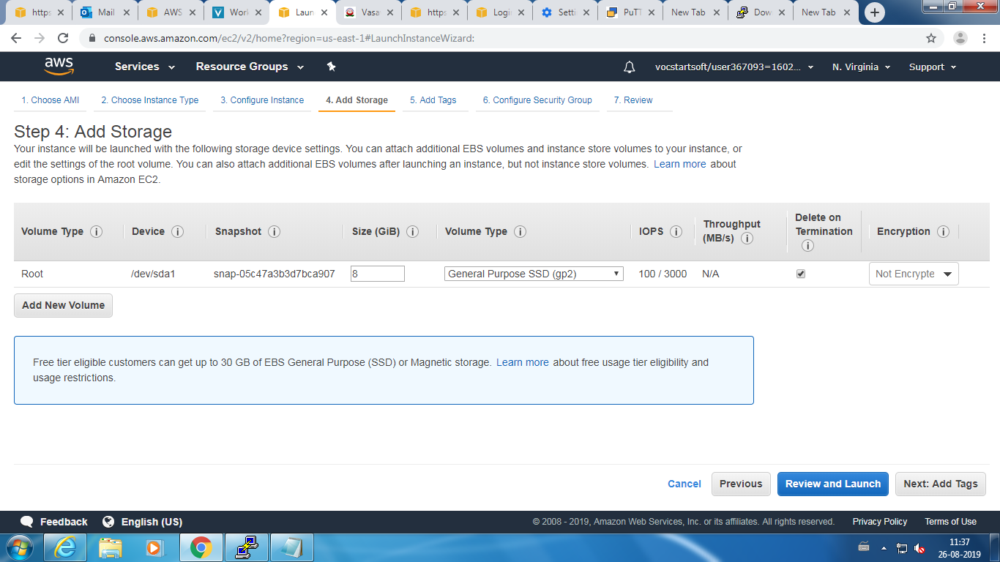 https
Mail
AWS
Work
Laun
Vasa
https
Logi
Setti
PuTT
New Tab
Dow
New Tab
console.aws.amazon.com/ec2/v2/home?region=us-east-1#LaunchInstanceWizard:
aws
Services
Resource Groups
vocstartsoft/user367093=1602...
N. Virginia
Support
1. Choose AMI
2. Choose Instance Type
3. Configure Instance
4. Add Storage
5. Add Tags
6. Configure Security Group
7. Review
Step 4: Add Storage
Your instance will be launched with the following storage device settings. You can attach additional EBS volumes and instance store volumes to your instance, or
edit the settings of the root volume. You can also attach additional EBS volumes after launching an instance, but not instance store volumes. Learn more about
storage options in Amazon EC2.
Volume Type
Device
Snapshot
Size (GiB)
Volume Type
IOPS
Throughput
(MB/s)
Delete on
Termination
Encryption
Root
/dev/sda1
snap-05c47a3b3d7bca907
8
General Purpose SSD (gp2)
100 / 3000
N/A
Not Encrypte
Add New Volume
Free tier eligible customers can get up to 30 GB of EBS General Purpose (SSD) or Magnetic storage. Learn more about free usage tier eligibility and
usage restrictions.
Cancel
Previous
Review and Launch
Next: Add Tags
Feedback
English (US)
© 2008 - 2019, Amazon Web Services, Inc. or its affiliates. All rights reserved.
Privacy Policy
Terms of Use
11:37
26-08-2019